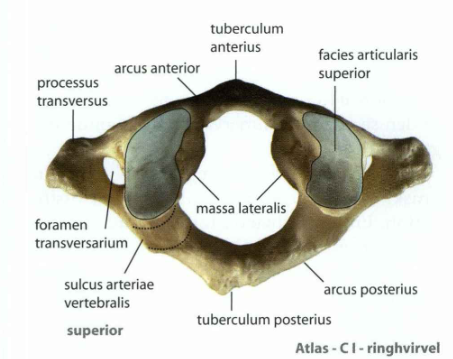 tuberculum
anterius
arcus anterior
facies articularis
superior
processus
transversus
massa lateralis
foramen
transversarium
sulcus arteriae
vertebralis
arcus posterius
tuberculum posterius
superior
Atlas - C I - ringhvirvel